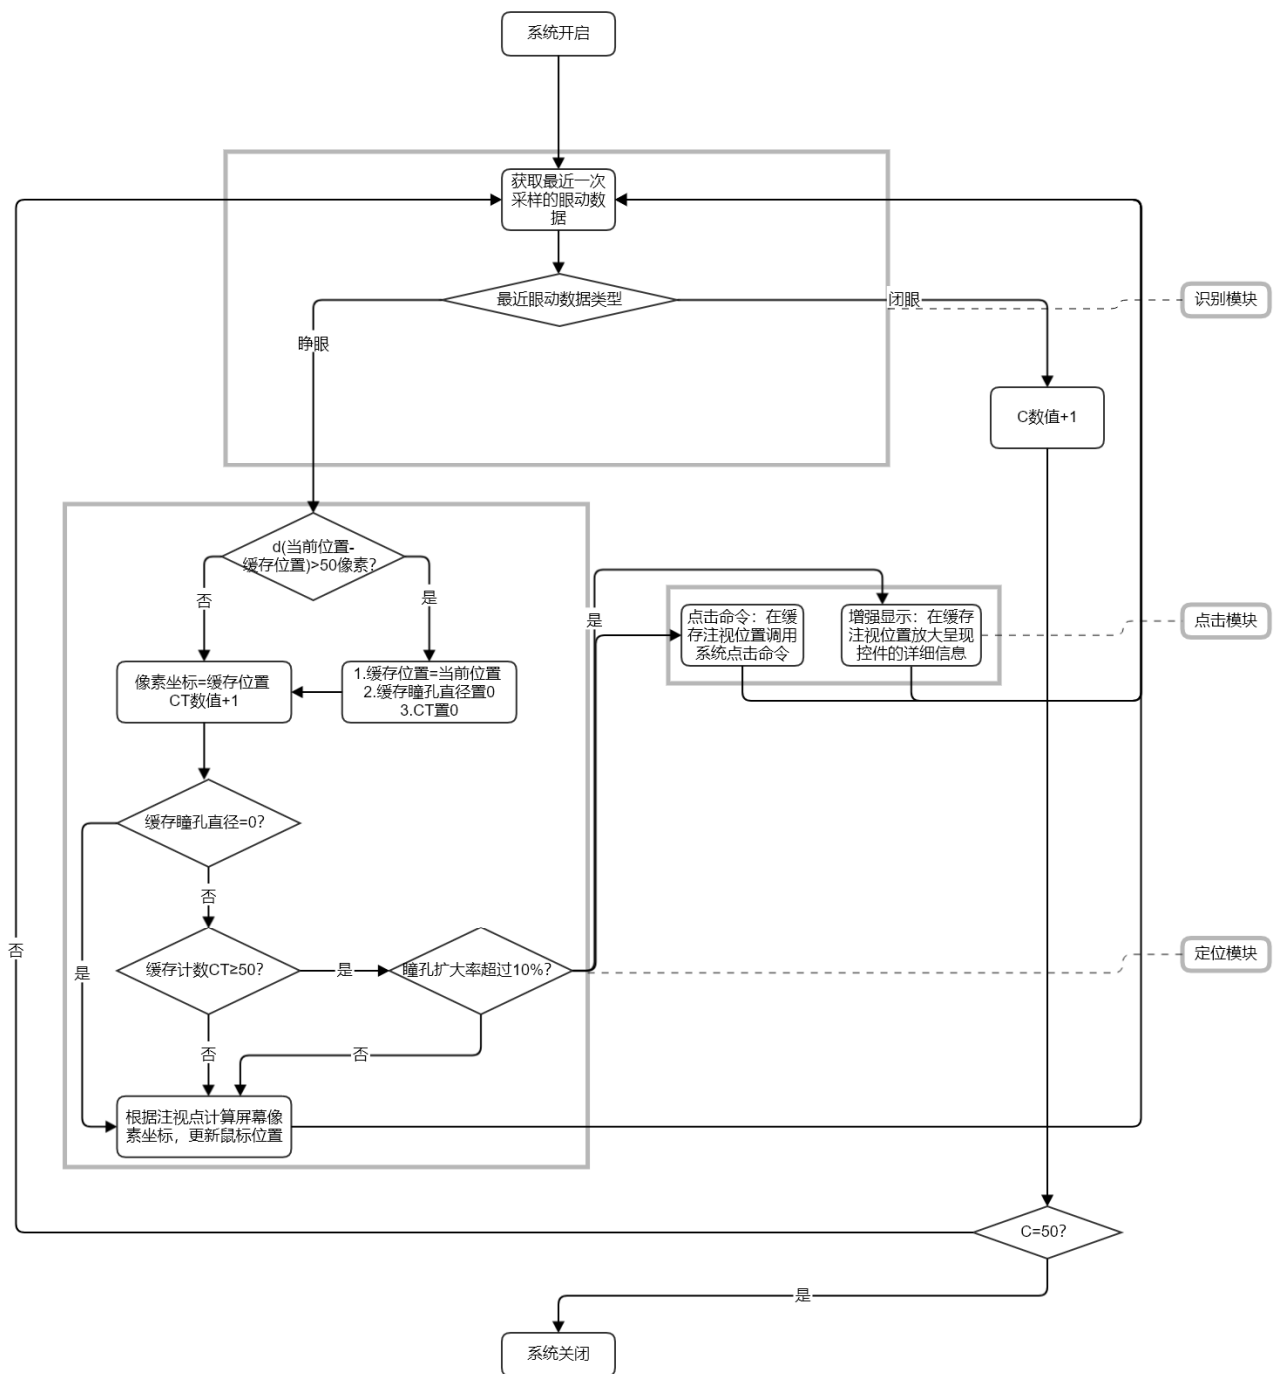 系统开启
获取最近一次
采样的眼动数
据
最近眼动数据类型
闭眼
识别模块
睁眼
C数值+1
d(当前位置-
缓存位置)>50像素?
否
是
是
点击命令：在缓
存注视位置调用
系统点击命令
增强显示：在缓存
注视位置放大呈现
控件的详细信息
点击模块
像素坐标=缓存位置
CT数值+1
1.缓存位置=当前位置
2.缓存瞳孔直径置0
3.CT置0
缓存瞳孔直径=0?
否
否
是
缓存计数CT≥50?
是
瞳孔扩大率超过10%?
定位模块
否
否
根据注视点计算屏幕像
素坐标，更新鼠标位置
C=50?
是
系统关闭